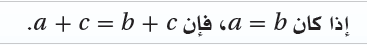 إذا كان a = b، فإن a + c = b + c.